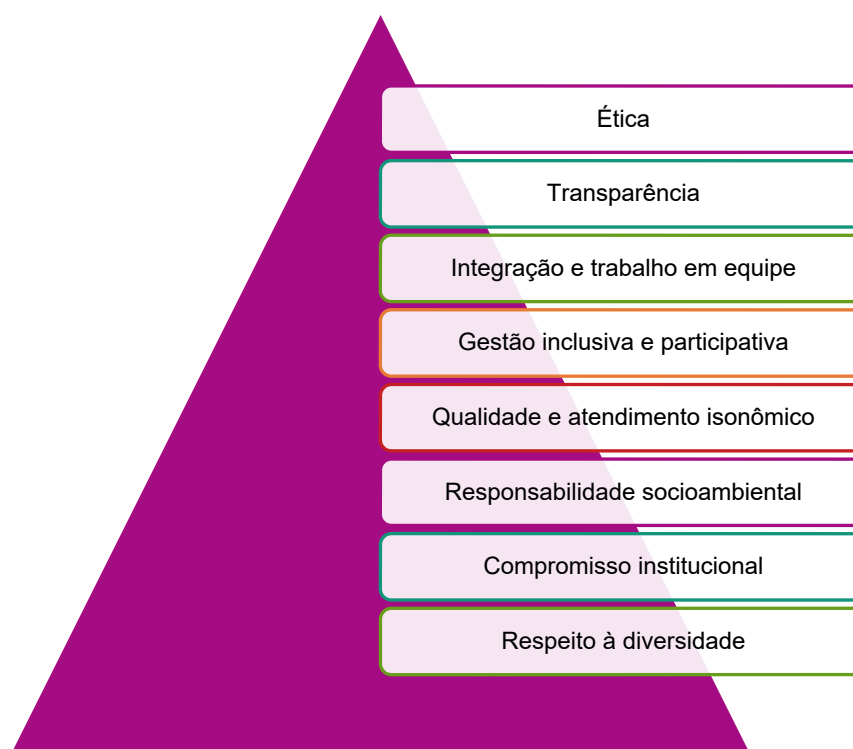 Ética
Transparência
Integração e trabalho em equipe
Gestão inclusiva e participativa
Qualidade e atendimento isonômico
Responsabilidade socioambiental
Compromisso institucional
Respeito à diversidade